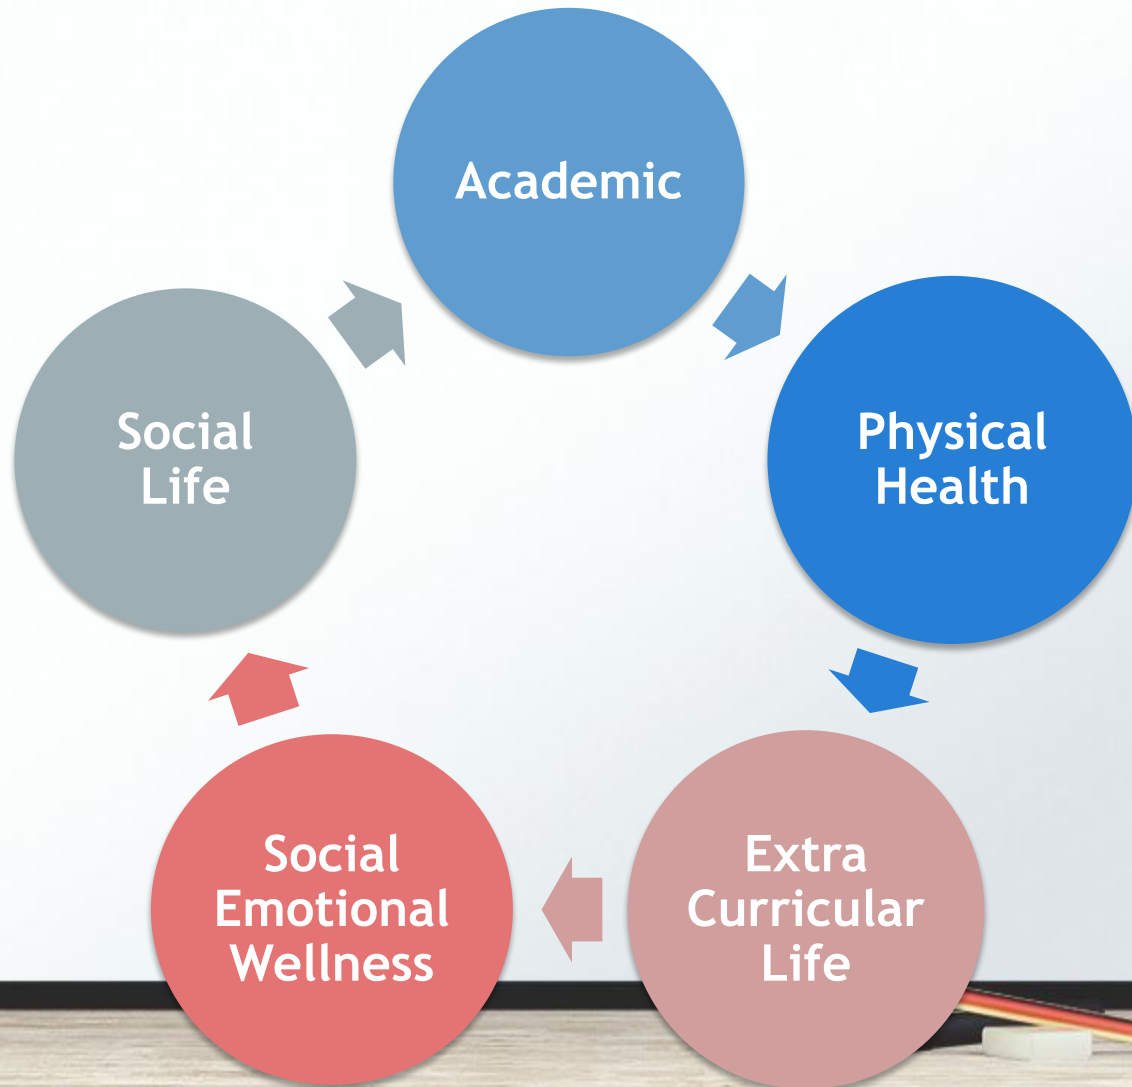 Academic
Physical
Health
Extra
Curricular
Life
Social
Emotional
Wellness
Social
Life